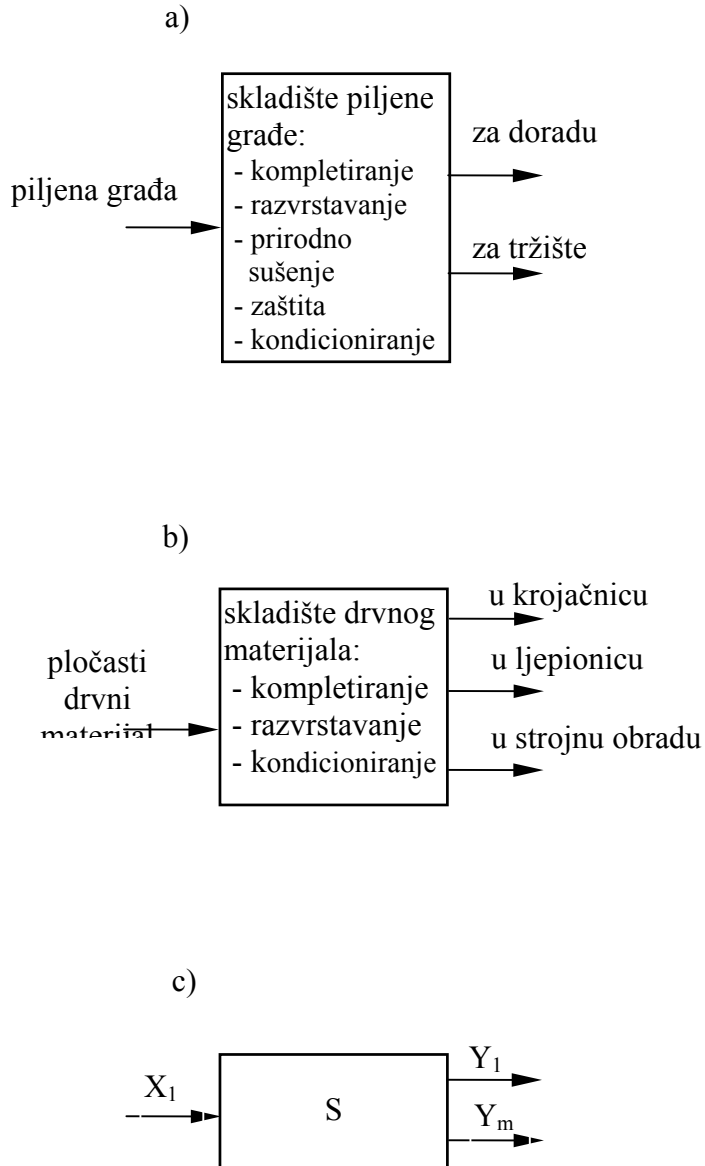 a)
piljena građa
skladište piljene
građe:
- kompletiranje
- razvrstavanje
- prirodno
sušenje
- zaštita
- kondicioniranje
za doradu
za tržište
b)
pločasti
drvni
materijal
skladište drvnog
materijala:
- kompletiranje
- razvrstavanje
- kondicioniranje
u krojačnicu
u ljepionicu
u strojnu obradu
c)
X1
S
Y1
Ym